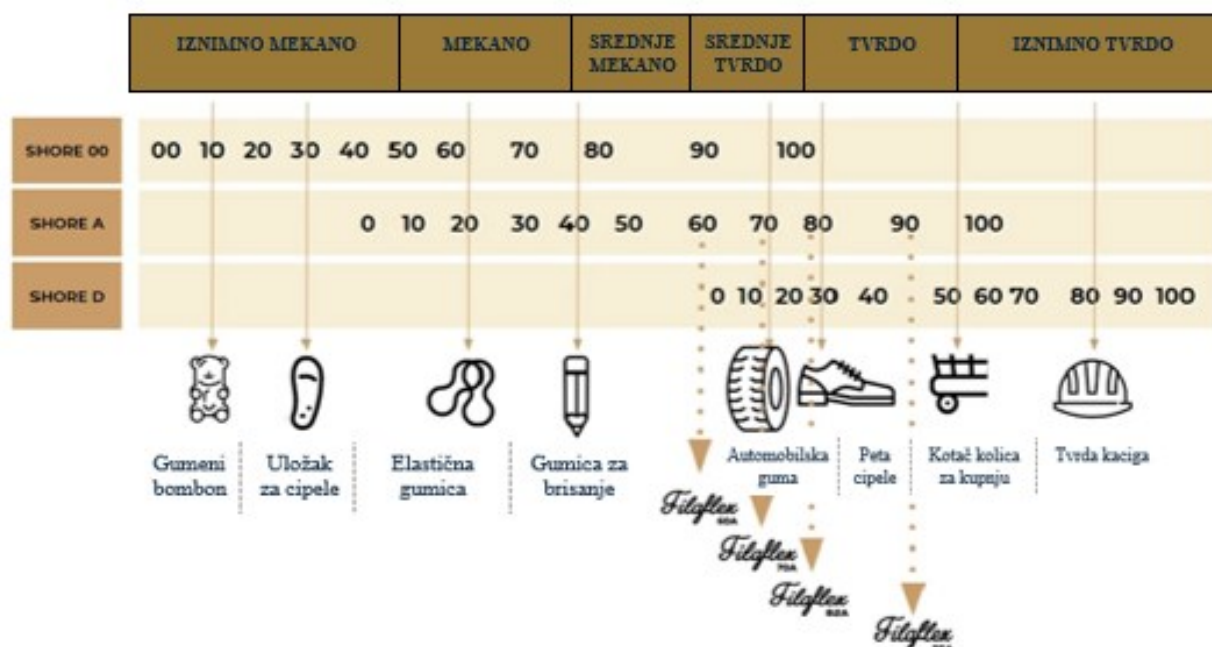 IZNIMNO MEKANO MEKANO SREDNJE MEKANO SREDNJE TVRDO TVRDO IZNIMNO TVRDO
SHORE 00 00 10 20 30 40 50 60 70 80 90 100
SHORE A 0 10 20 30 40 50 60 70 80 90 100
SHORE D 0 10 20 30 40 50 60 70 80 90 100
Gumeni bombon
Uložak za cipele
Elastična gumica
Gumica za brisanje
Automobilska guma
Peta cipele
Kotač kolica za kupnju
Tvrda kaciga
Filaflex
60A
Filaflex
70A
Filaflex
82A
Filaflex